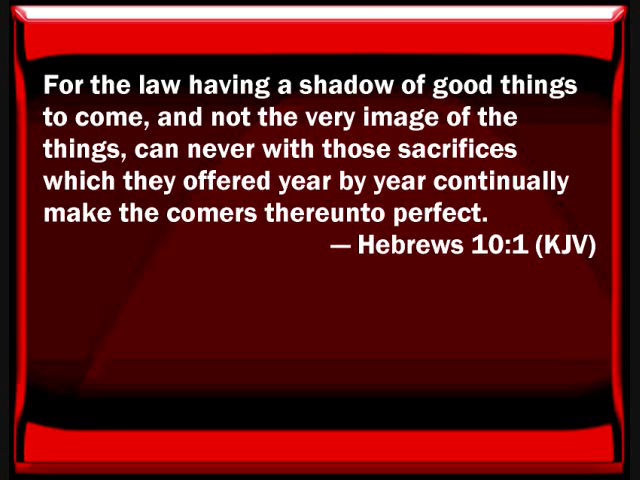 For the law having a shadow of good things
to come, and not the very image of the
things, can never with those sacrifices
which they offered year by year continually
make the comers thereunto perfect.
— Hebrews 10:1 (KJV)